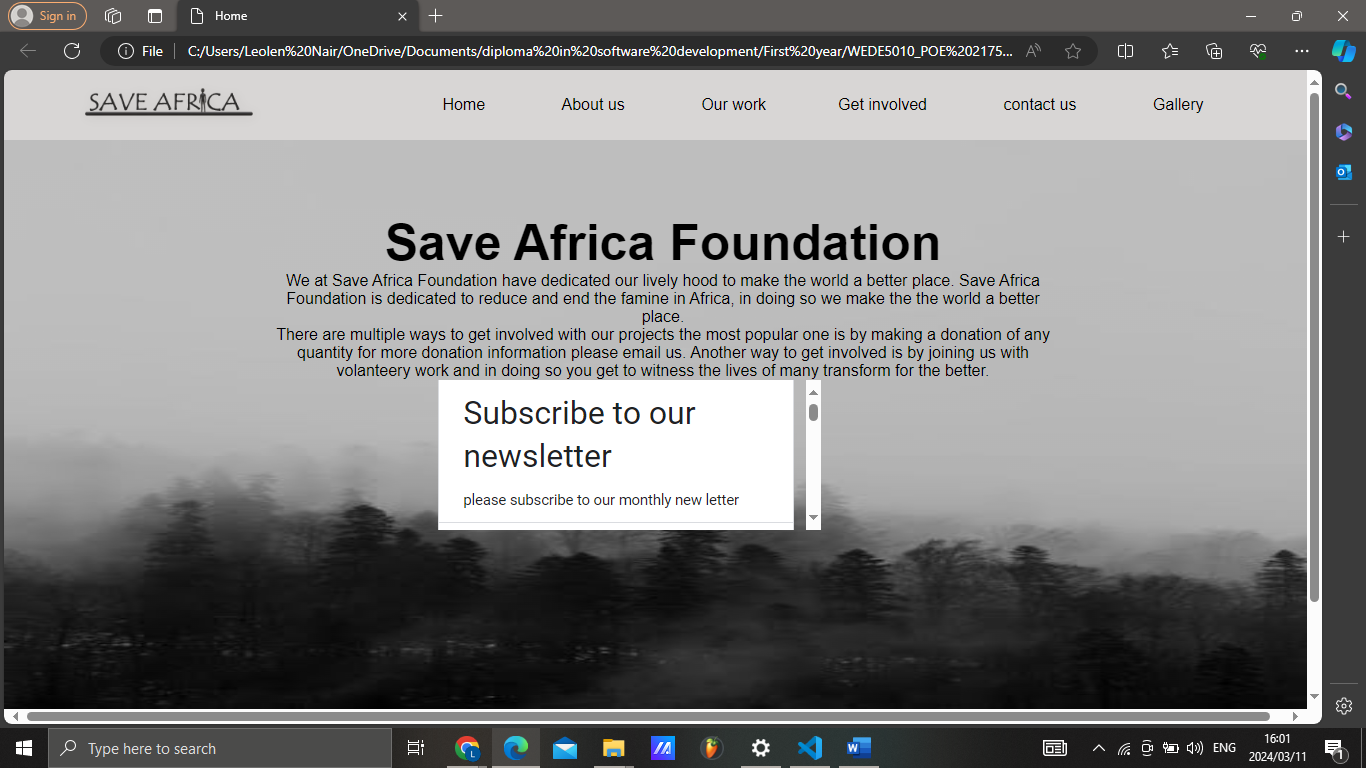 Sign in
Home
File
C:/Users/Leolen%20Nair/OneDrive/Documents/diploma%20in%20software%20development/First%20year/WEDE5010_POE%202175...
SAVE AFRICA
Home
About us
Our work
Get involved
contact us
Gallery
Save Africa Foundation
We at Save Africa Foundation have dedicated our lively hood to make the world a better place. Save Africa
Foundation is dedicated to reduce and end the famine in Africa, in doing so we make the the world a better
place.
There are multiple ways to get involved with our projects the most popular one is by making a donation of any
quantity for more donation information please email us. Another way to get involved is by joining us with
volanteery work and in doing so you get to witness the lives of many transform for the better.
Subscribe to our
newsletter
please subscribe to our monthly new letter
Type here to search
L
ENG
16:01
2024/03/11
1